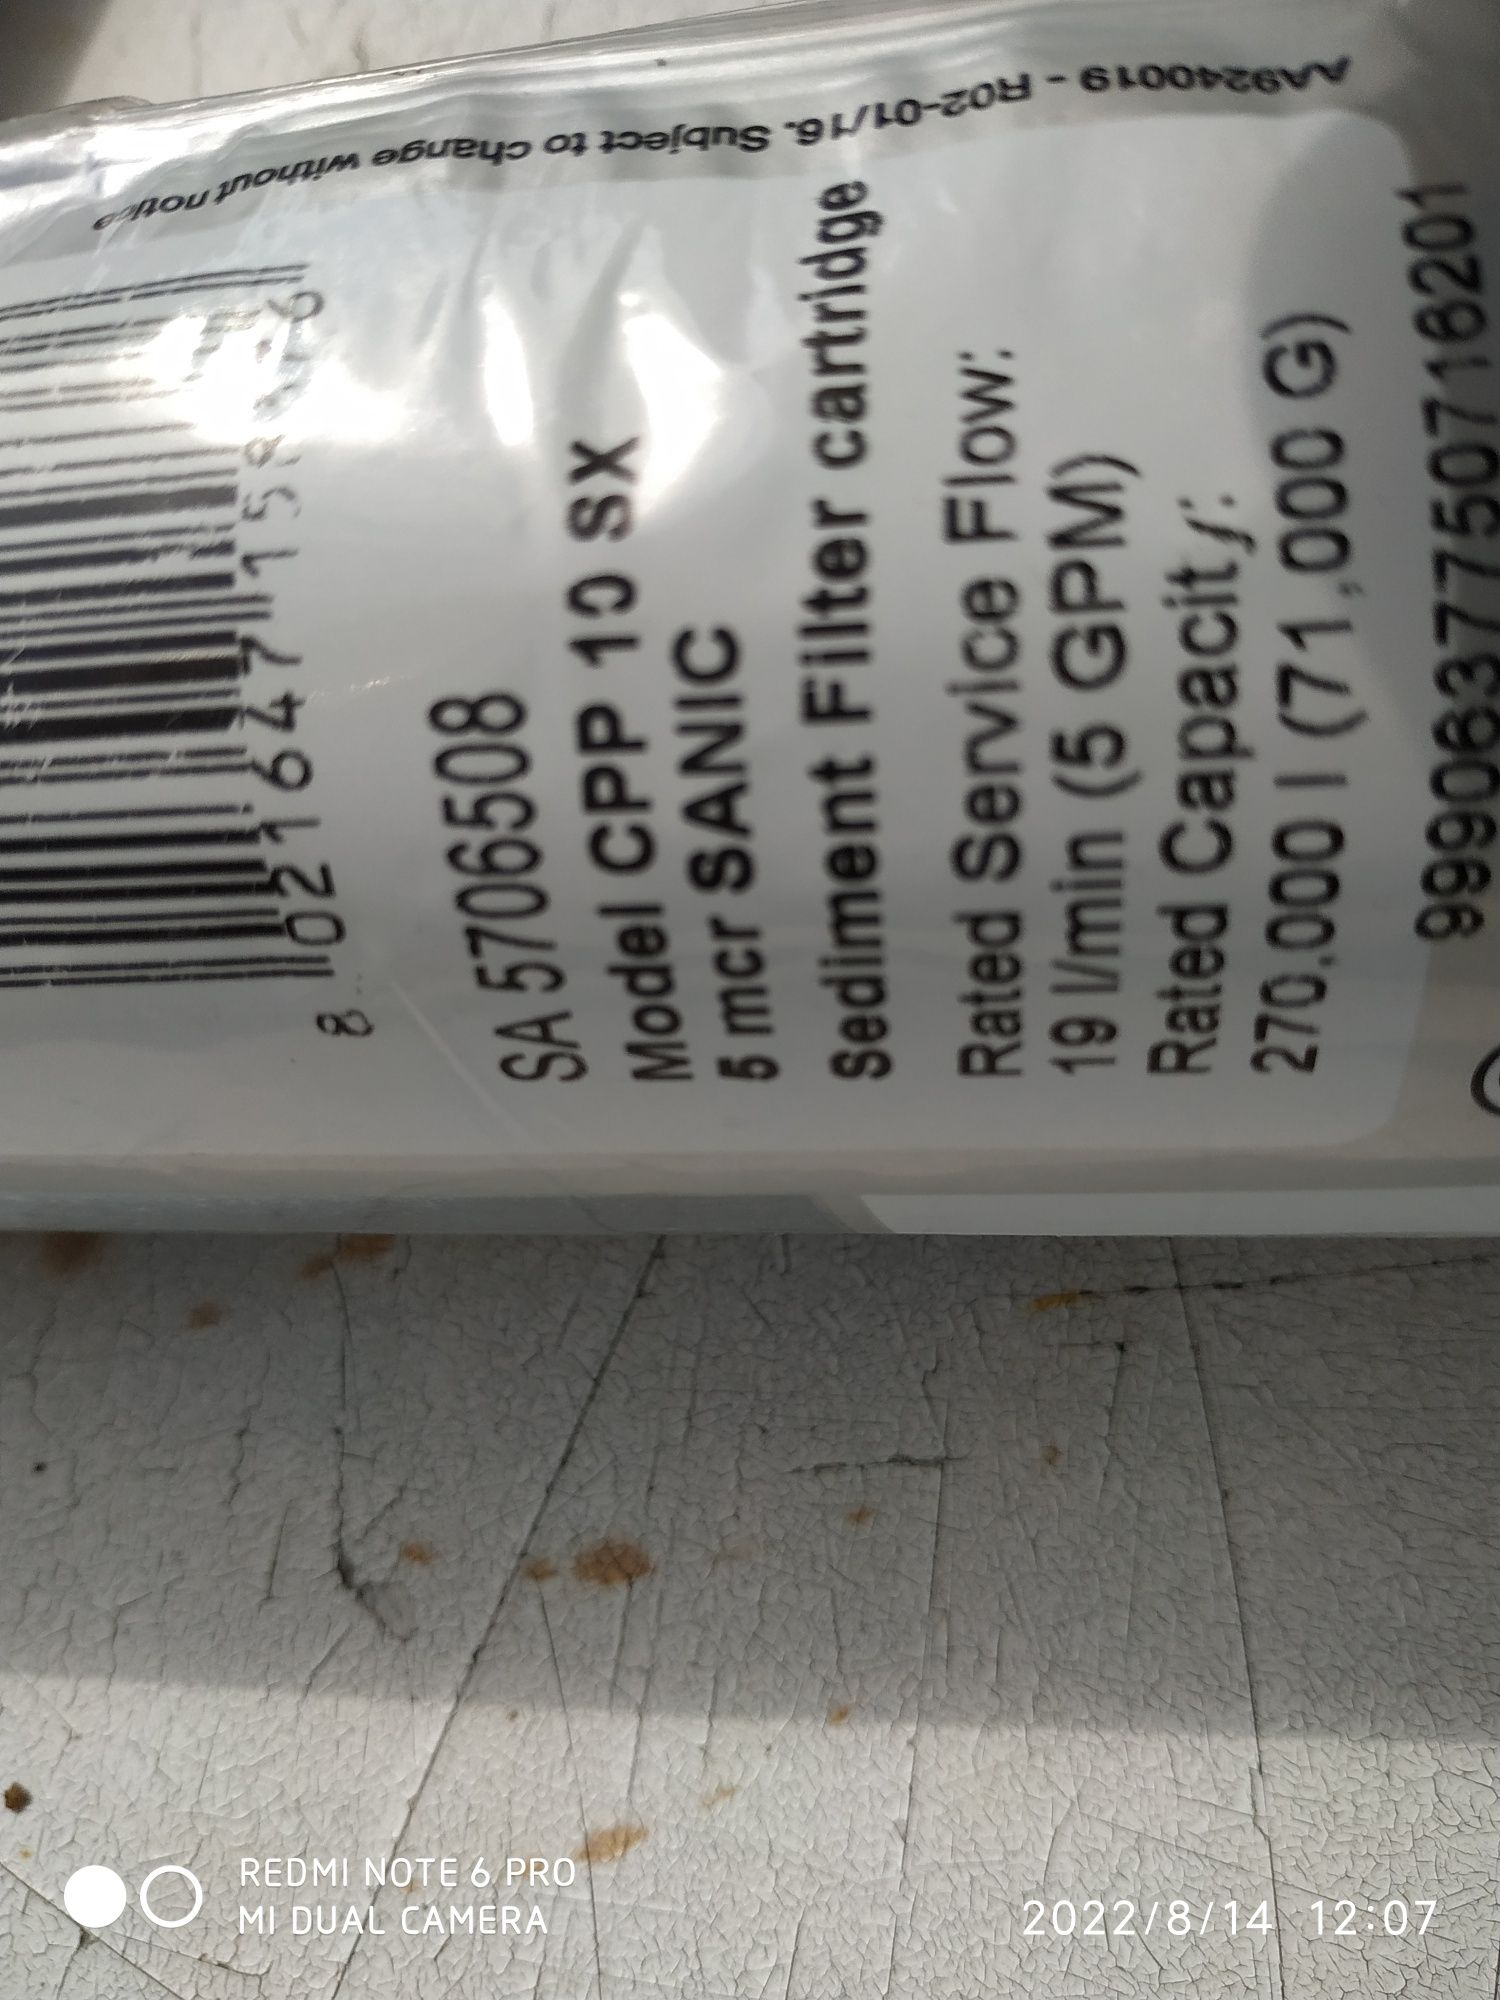 SA 5706508
Model CPP 10 SX
5 mcr SANIC
Sediment Filter cartridge
Rated Service Flow:
19 l/min (5 GPM)
Rated Capacity:
270,000 l (71,000 G)
9990637750716201
AA9240019 - R02-01/16. Subject to change without notice
REDMI NOTE 6 PRO
MI DUAL CAMERA
2022/8/14 12:07